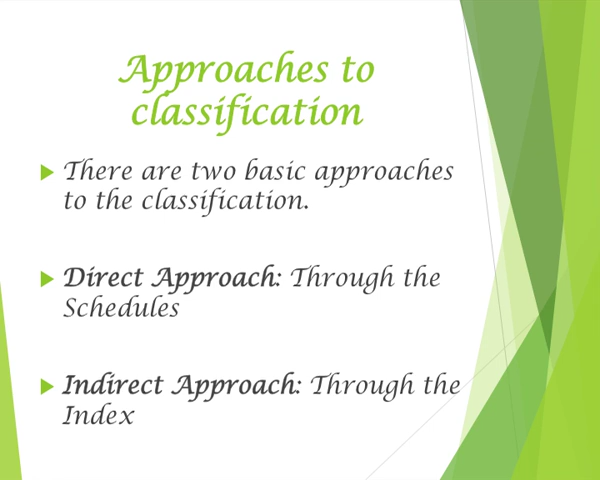 Approaches to
classification
There are two basic approaches
to the classification.
Direct Approach: Through the
Schedules
Indirect Approach: Through the
Index